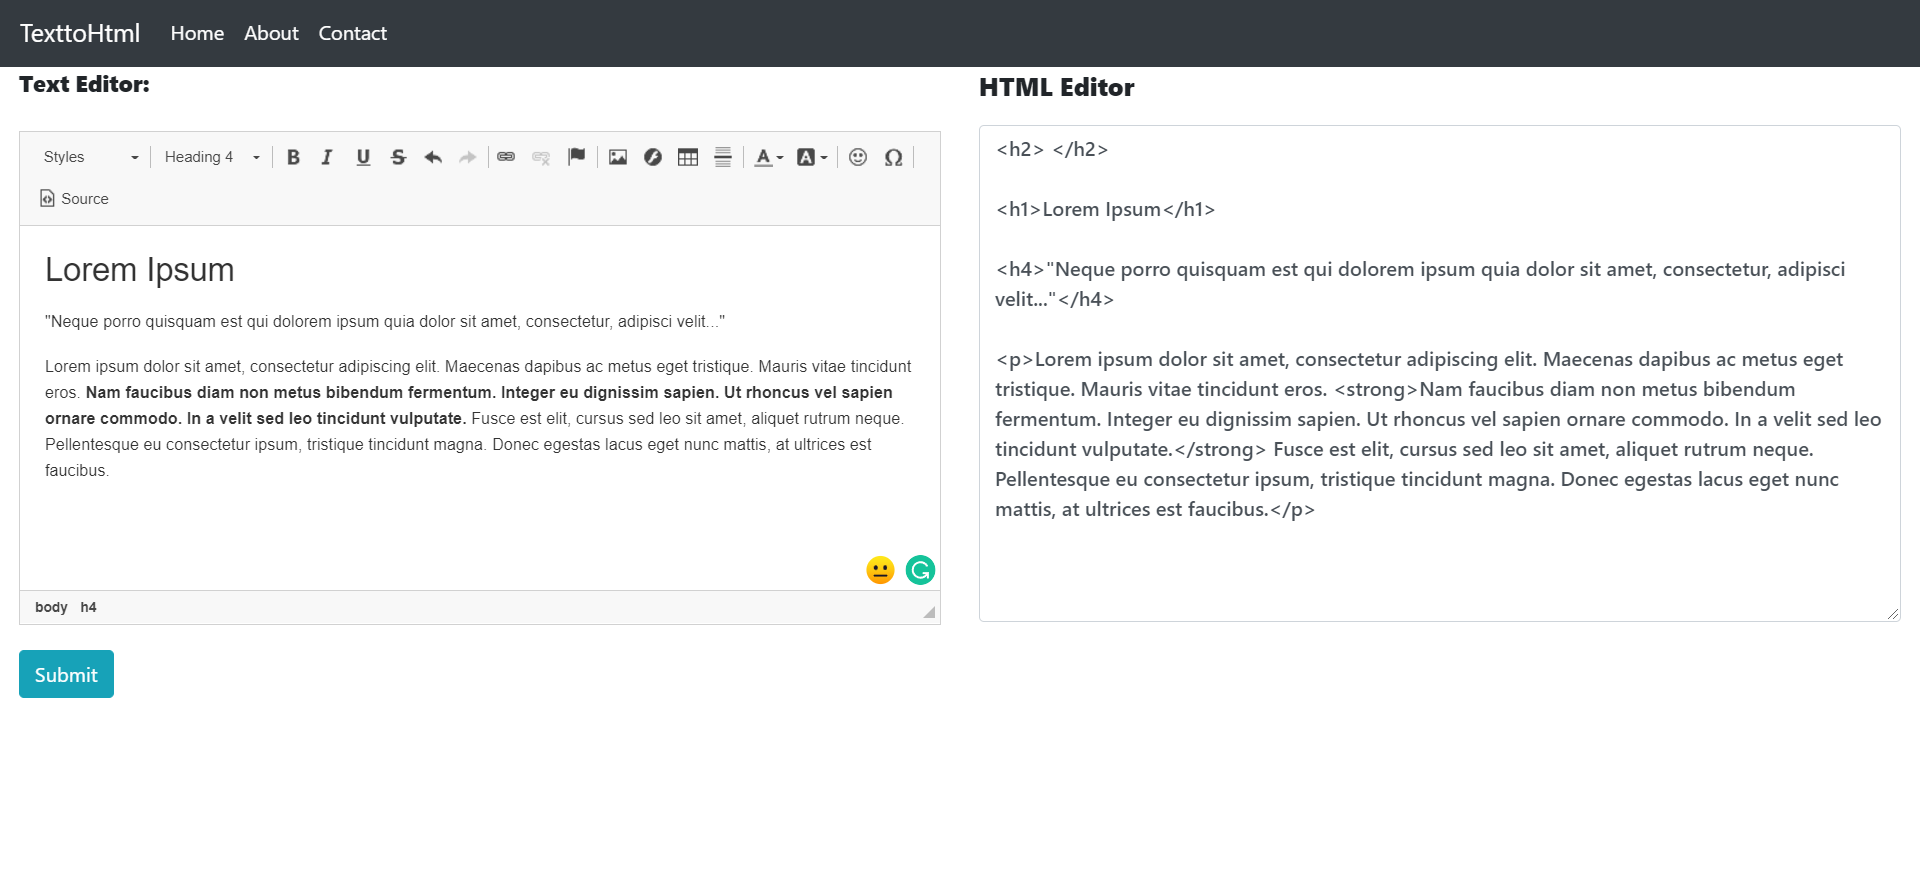 TexttoHtml Home About Contact
Text Editor:
Styles Heading 4 B I U S A A Ω
Source
Lorem Ipsum
"Neque porro quisquam est qui dolorem ipsum quia dolor sit amet, consectetur, adipisci velit..."
Lorem ipsum dolor sit amet, consectetur adipiscing elit. Maecenas dapibus ac metus eget tristique. Mauris vitae tincidunt
eros. Nam faucibus diam non metus bibendum fermentum. Integer eu dignissim sapien. Ut rhoncus vel sapien
ornare commodo. In a velit sed leo tincidunt vulputate. Fusce est elit, cursus sed leo sit amet, aliquet rutrum neque.
Pellentesque eu consectetur ipsum, tristique tincidunt magna. Donec egestas lacus eget nunc mattis, at ultrices est
faucibus.
body h4
Submit
HTML Editor
<h2> </h2>
<h1>Lorem Ipsum</h1>
<h4>"Neque porro quisquam est qui dolorem ipsum quia dolor sit amet, consectetur, adipisci
velit..."</h4>
<p>Lorem ipsum dolor sit amet, consectetur adipiscing elit. Maecenas dapibus ac metus eget
tristique. Mauris vitae tincidunt eros. <strong>Nam faucibus diam non metus bibendum
fermentum. Integer eu dignissim sapien. Ut rhoncus vel sapien ornare commodo. In a velit sed leo
tincidunt vulputate.</strong> Fusce est elit, cursus sed leo sit amet, aliquet rutrum neque.
Pellentesque eu consectetur ipsum, tristique tincidunt magna. Donec egestas lacus eget nunc
mattis, at ultrices est faucibus.</p>